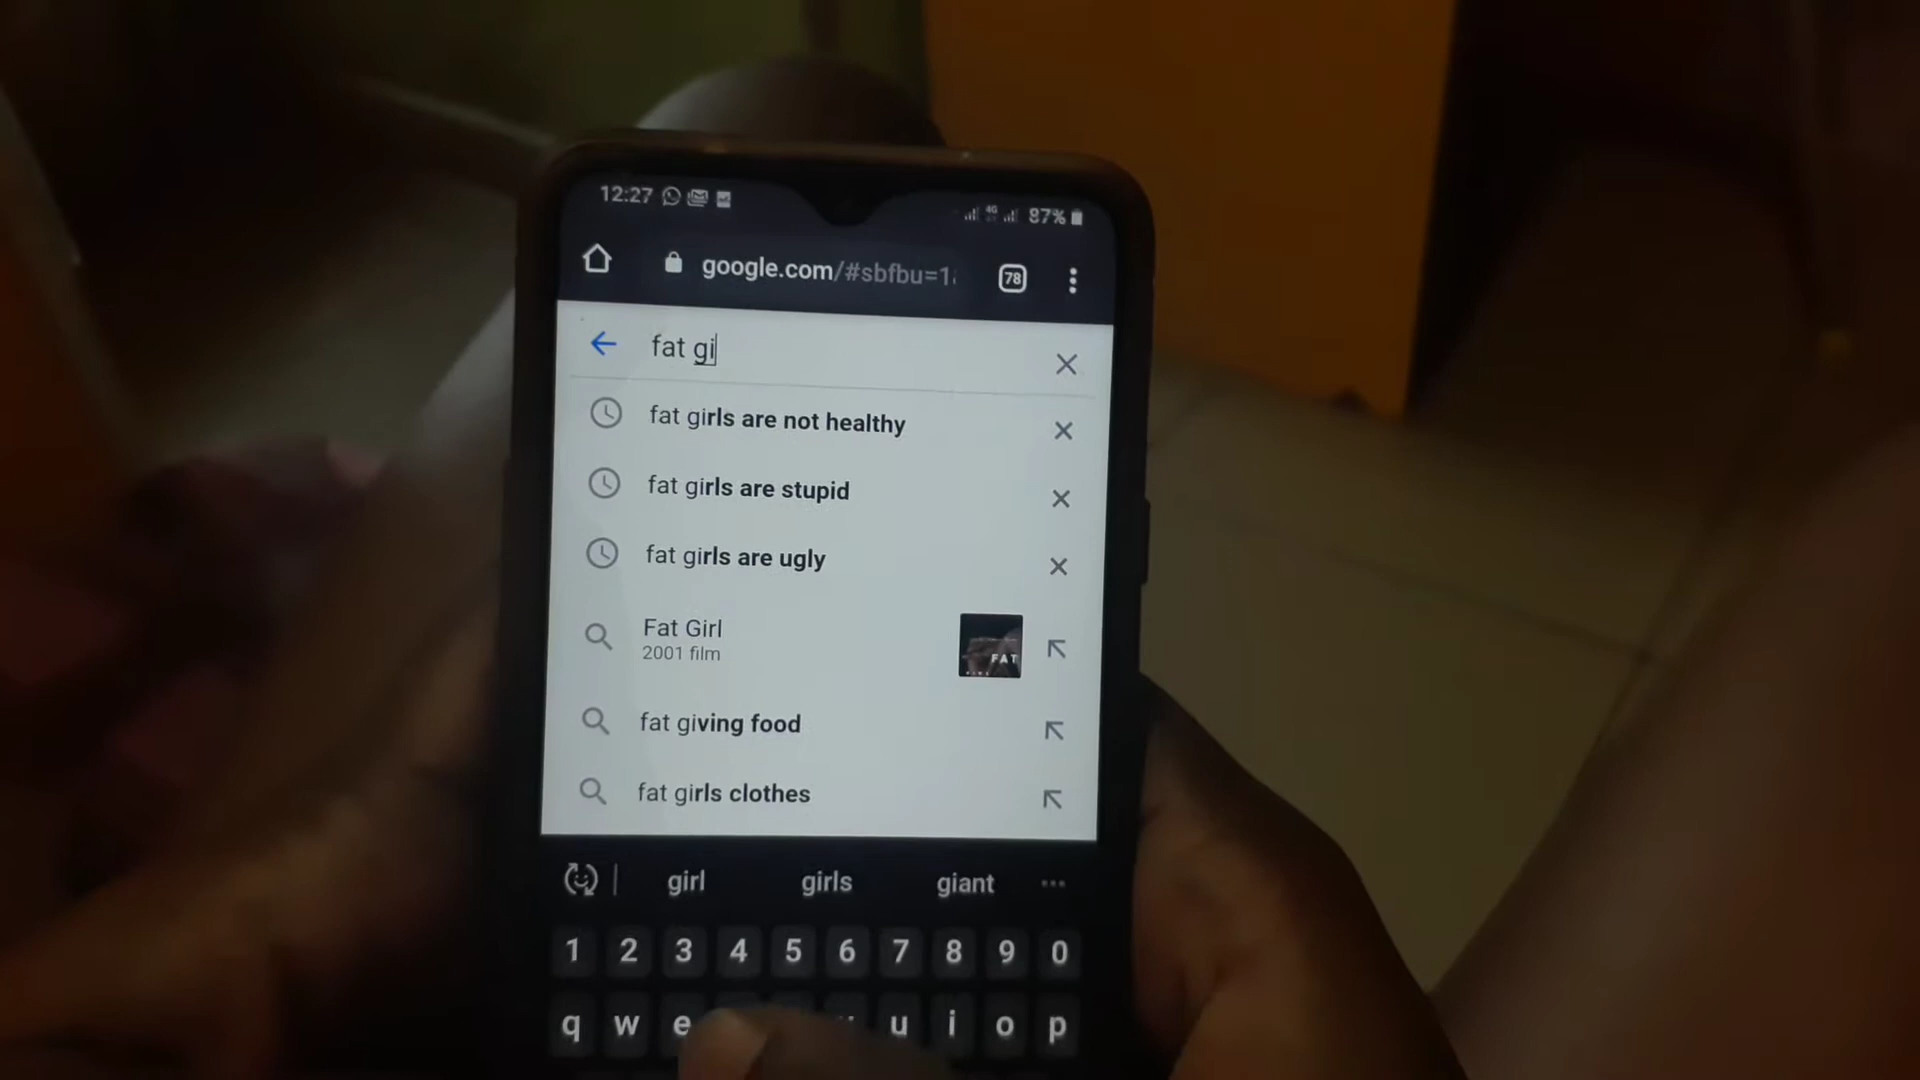 12:27
4G 87%
google.com/#sbfbu=1
78
fat gi
fat girls are not healthy
fat girls are stupid
fat girls are ugly
Fat Girl
2001 film
FAT
fat giving food
fat girls clothes
girl girls giant ...
1 2 3 4 5 6 7 8 9 0
q w e u i o p